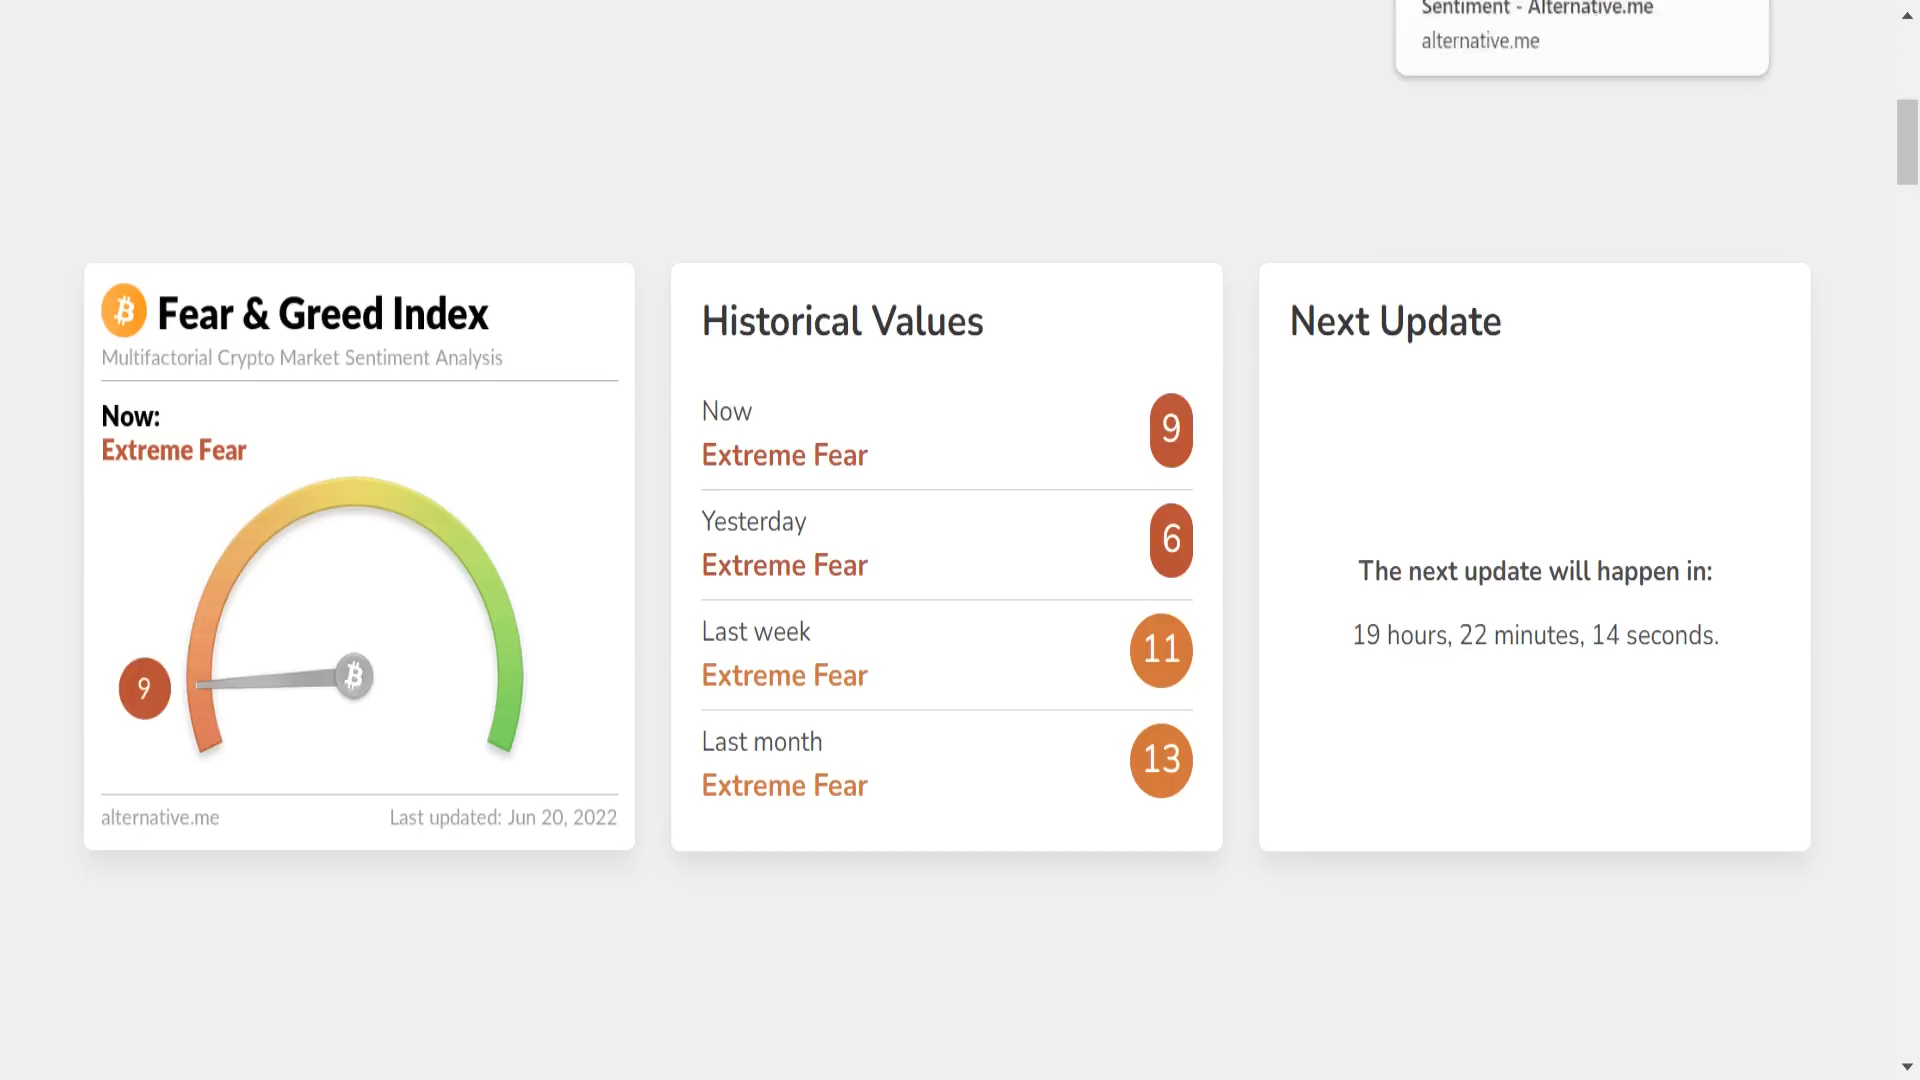 Sentiment - Alternative.me
alternative.me
Fear & Greed Index
Multifactorial Crypto Market Sentiment Analysis
Now:
Extreme Fear
9
alternative.me
Last updated: Jun 20, 2022
Historical Values
Now
Extreme Fear
9
Yesterday
Extreme Fear
6
Last week
Extreme Fear
11
Last month
Extreme Fear
13
Next Update
The next update will happen in:
19 hours, 22 minutes, 14 seconds.